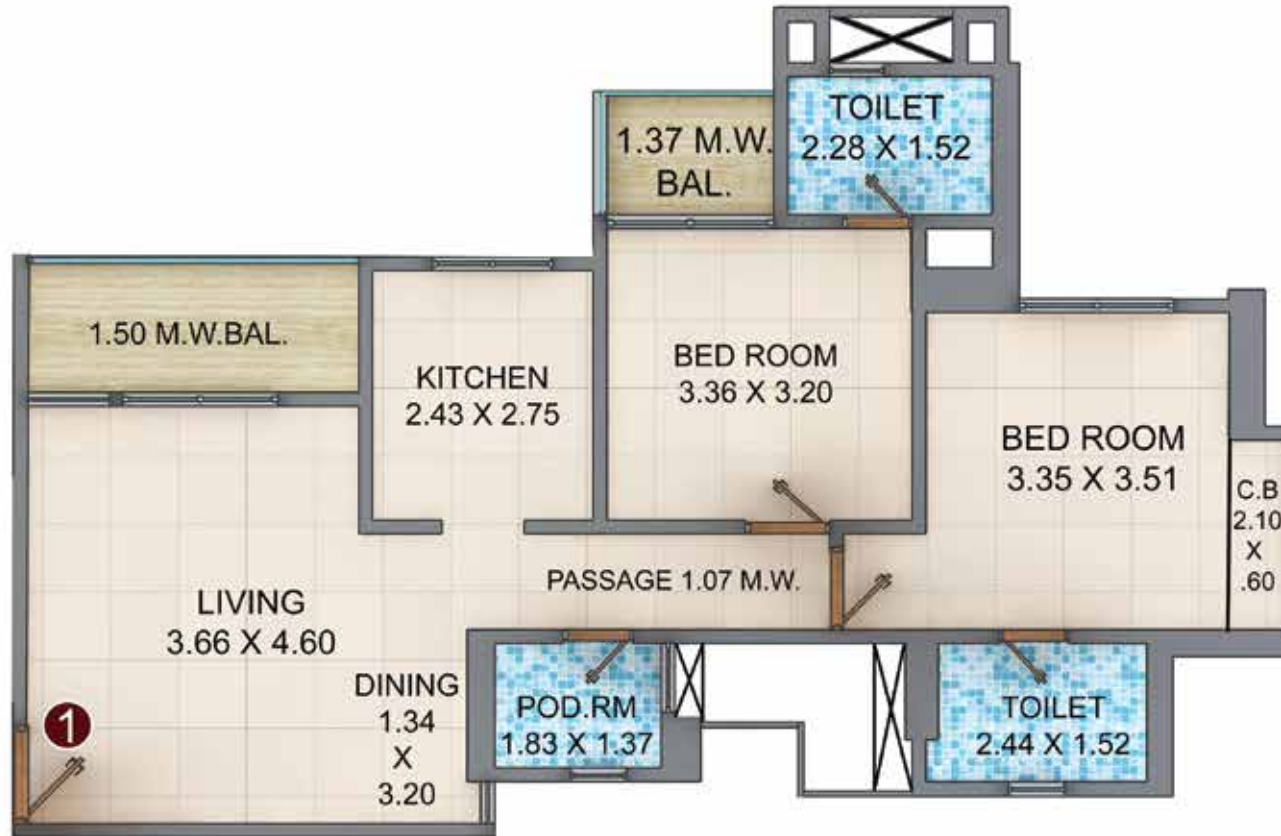 TOILET
2.28 X 1.52
1.37 M.W.
BAL.
1.50 M.W.BAL.
KITCHEN
2.43 X 2.75
BED ROOM
3.36 X 3.20
BED ROOM
3.35 X 3.51
C.B
2.10
X
.60
PASSAGE 1.07 M.W.
LIVING
3.66 X 4.60
DINING
1.34
X
3.20
POD.RM
1.83 X 1.37
TOILET
2.44 X 1.52
1